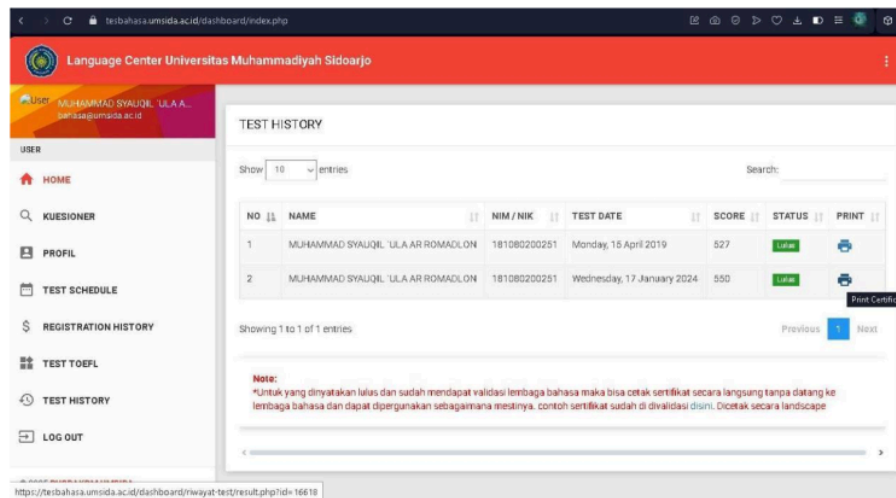 tesbahasa.umsida.ac.id/dashboard/index.php
Language Center Universitas Muhammadiyah Sidoarjo
User
MUHAMMAD SYAUQIL `ULA A...
bahasa@umsida.ac.id
USER
HOME
KUESIONER
PROFIL
TEST SCHEDULE
REGISTRATION HISTORY
TEST TOEFL
TEST HISTORY
LOG OUT
TEST HISTORY
Show 10 entries
Search:
NO NAME NIM / NIK TEST DATE SCORE STATUS PRINT
1 MUHAMMAD SYAUQIL `ULA AR ROMADLON 181080200251 Monday, 15 April 2019 527 Lulus
2 MUHAMMAD SYAUQIL `ULA AR ROMADLON 181080200251 Wednesday, 17 January 2024 550 Lulus
Print Certific
Showing 1 to 1 of 1 entries
Previous 1 Next
Note:
*Untuk yang dinyatakan lulus dan sudah mendapat validasi lembaga bahasa maka bisa cetak sertifikat secara langsung tanpa datang ke
lembaga bahasa dan dapat dipergunakan sebagaimana mestinya. contoh sertifikat sudah di divalidasi disini. Dicetak secara landscape
https://tesbahasa.umsida.ac.id/dashboard/riwayat-test/result.php?id=16618